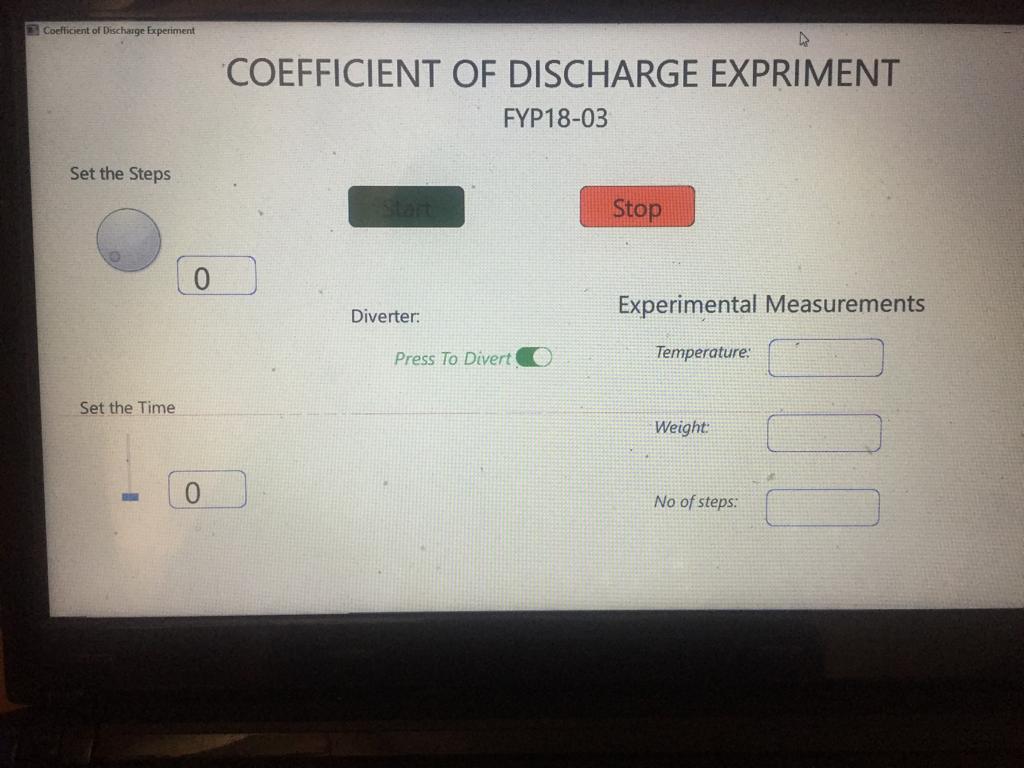 Coefficient of Discharge Experiment
COEFFICIENT OF DISCHARGE EXPRIMENT
FYP18-03
Set the Steps
Start
Stop
0
Experimental Measurements
Diverter:
Temperature:
Press To Divert
Set the Time
Weight:
0
No of steps: